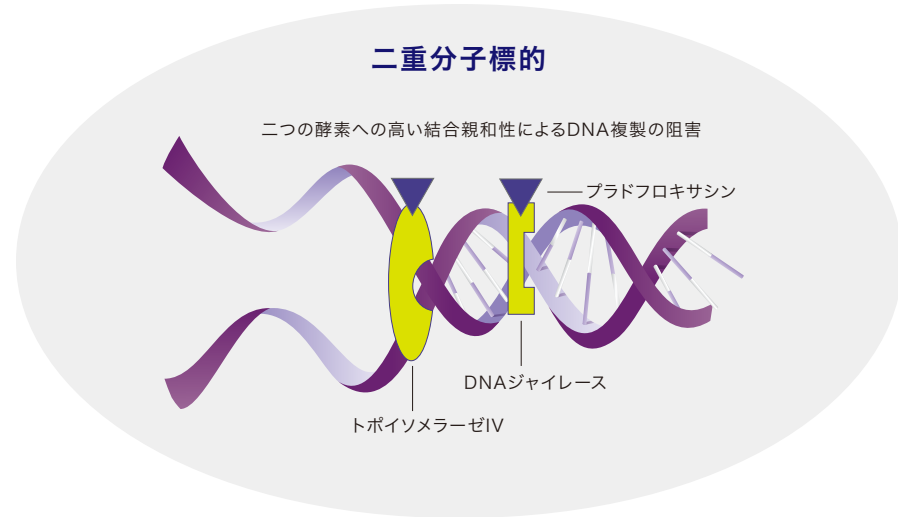 二重分子標的
二つの酵素への高い結合親和性によるDNA複製の阻害
プラドフロキサシン
DNAジャイレース
トポイソメラーゼIV